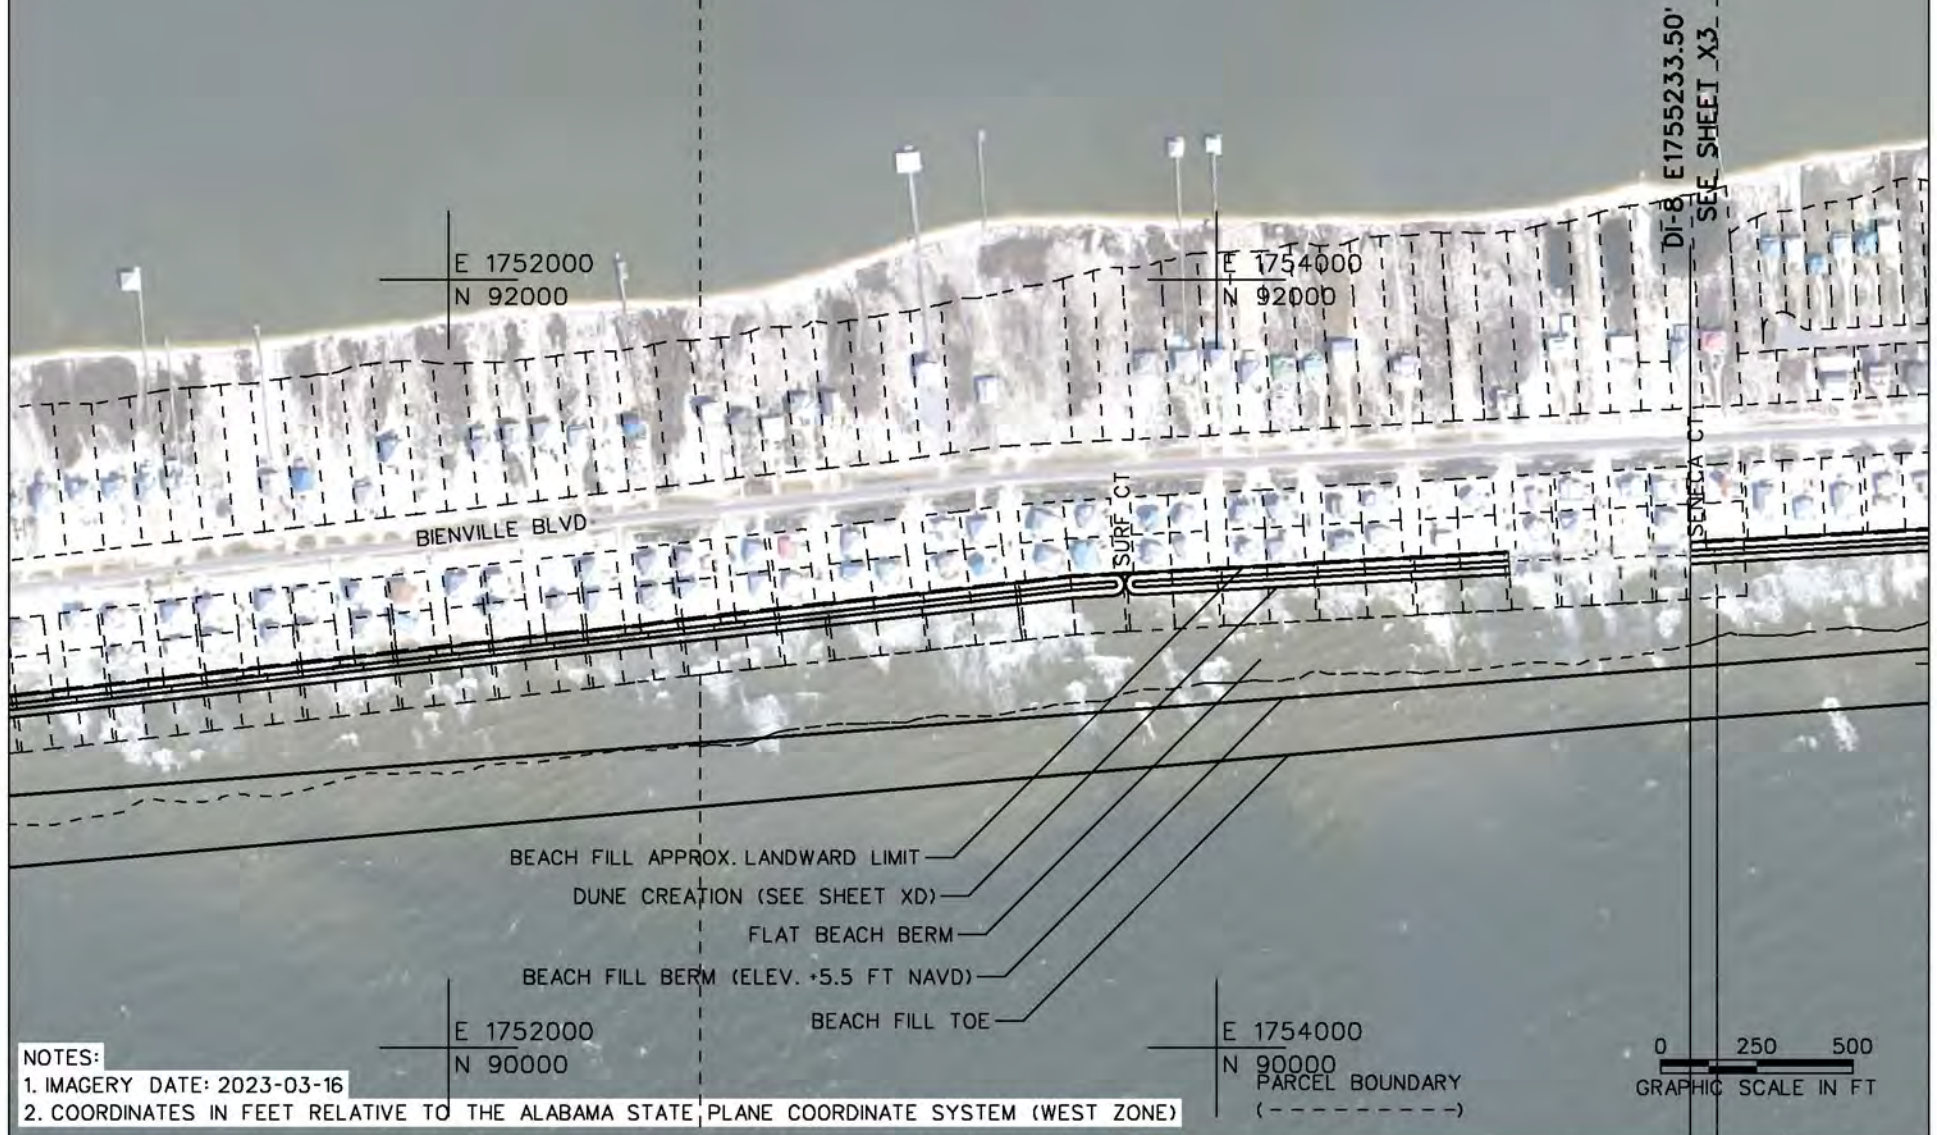 DI-8 E1755233.50'
SEE SHEET X3
E 1752000
N 92000
E 1754000
N 92000
SENECA CT
SURF CT
BIENVILLE BLVD
BEACH FILL APPROX. LANDWARD LIMIT
DUNE CREATION (SEE SHEET XD)
FLAT BEACH BERM
BEACH FILL BERM (ELEV. +5.5 FT NAVD)
BEACH FILL TOE
E 1752000
N 90000
E 1754000
N 90000
PARCEL BOUNDARY
(---------)
0 250 500
GRAPHIC SCALE IN FT
NOTES:
1. IMAGERY DATE: 2023-03-16
2. COORDINATES IN FEET RELATIVE TO THE ALABAMA STATE PLANE COORDINATE SYSTEM (WEST ZONE)